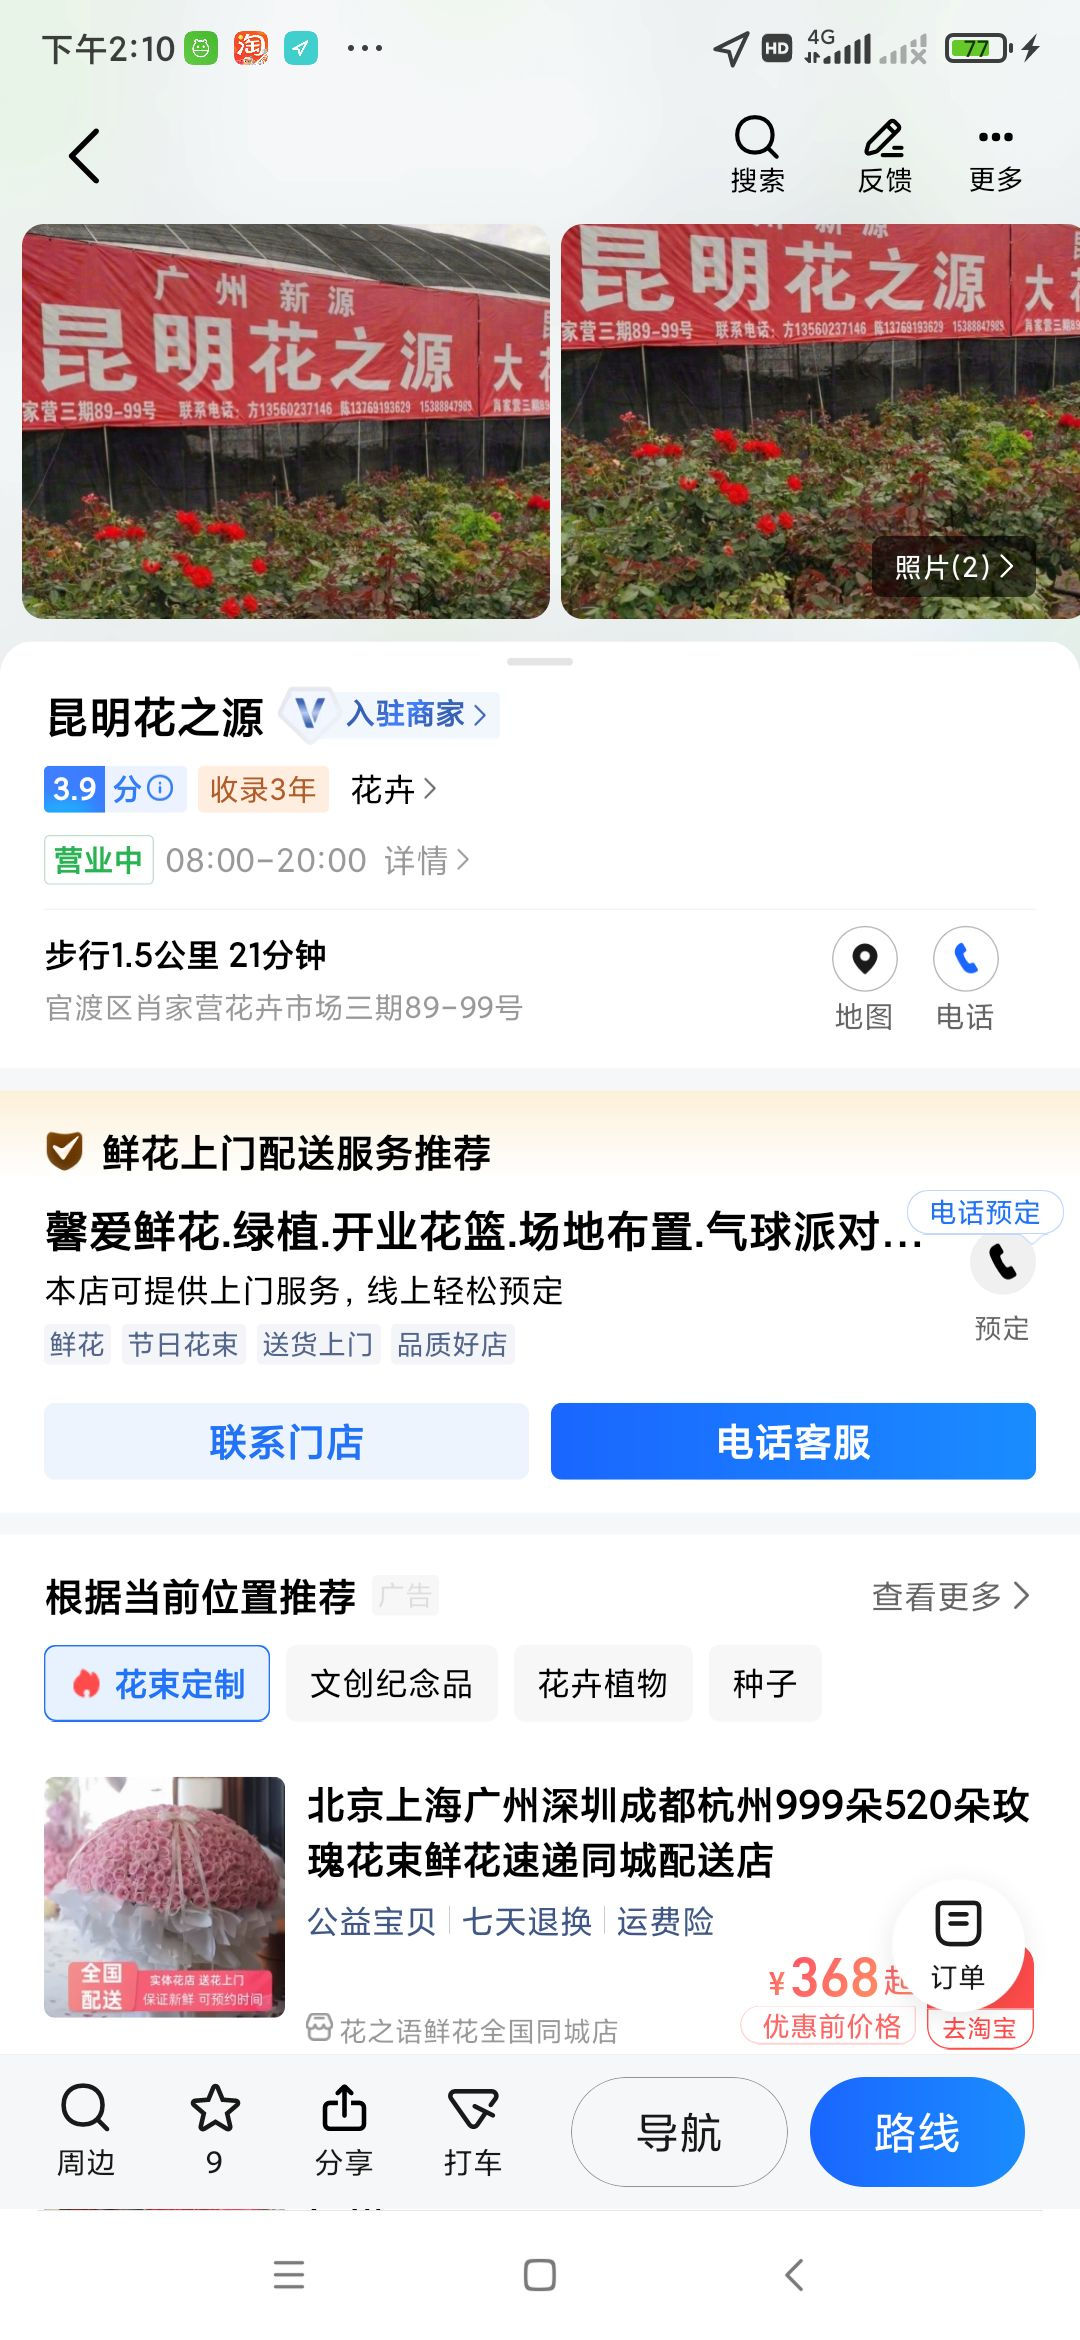 下午2:10
淘
HD
4G
77
搜索
反馈
更多
广州新源
昆明花之源
大
家营三期89-99号 联系电话：方13560237146 陈13769193629 15388847989
肖家营三期89
昆明花之源
大
家营三期89-99号 联系电话：方13560237146 陈13769193629 15388847989
肖家营三期89
照片(2)
昆明花之源
V 入驻商家
3.9 分
收录3年
花卉
营业中 08:00-20:00 详情
步行1.5公里 21分钟
官渡区肖家营花卉市场三期89-99号
地图
电话
鲜花上门配送服务推荐
馨爱鲜花.绿植.开业花篮.场地布置.气球派对...
电话预定
本店可提供上门服务，线上轻松预定
预定
鲜花 节日花束 送货上门 品质好店
联系门店
电话客服
根据当前位置推荐 广告
查看更多
花束定制
文创纪念品
花卉植物
种子
北京上海广州深圳成都杭州999朵520朵玫
瑰花束鲜花速递同城配送店
公益宝贝 七天退换 运费险
全国
配送
实体花店 送花上门
保证新鲜 可预约时间
¥368起
订单
花之语鲜花全国同城店
优惠前价格
去淘宝
周边
9
分享
打车
导航
路线